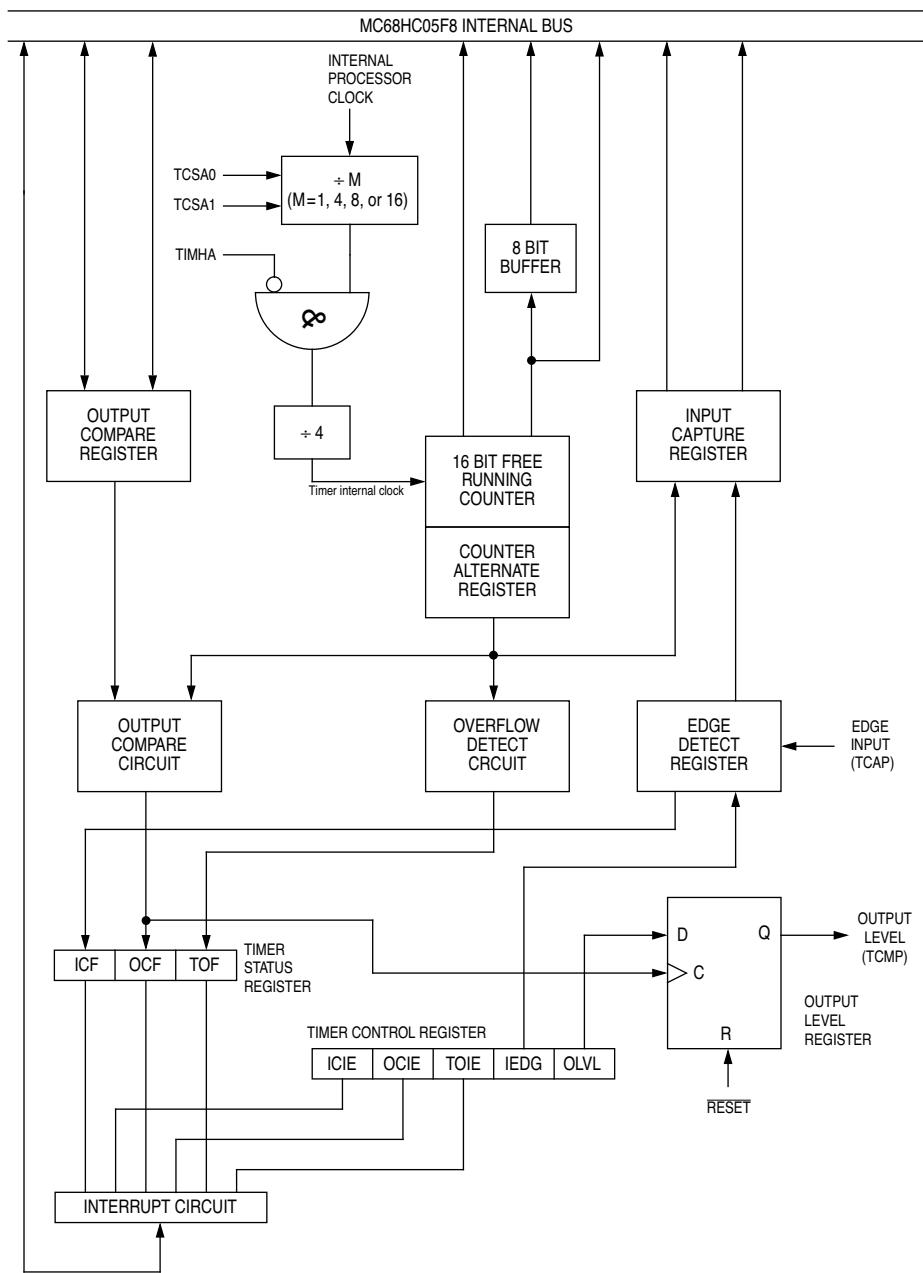 MC68HC05F8 INTERNAL BUS
INTERNAL
PROCESSOR
CLOCK
TCSA0
TCSA1
÷ M
(M=1, 4, 8, or 16)
TIMHA
&
8 BIT
BUFFER
OUTPUT
COMPARE
REGISTER
÷ 4
Timer internal clock
16 BIT FREE
RUNNING
COUNTER
COUNTER
ALTERNATE
REGISTER
INPUT
CAPTURE
REGISTER
OUTPUT
COMPARE
CIRCUIT
OVERFLOW
DETECT
CRCUIT
EDGE
DETECT
REGISTER
EDGE
INPUT
(TCAP)
ICF OCF TOF
TIMER
STATUS
REGISTER
D Q
C
R
OUTPUT
LEVEL
(TCMP)
OUTPUT
LEVEL
REGISTER
RESET
TIMER CONTROL REGISTER
ICIE OCIE TOIE IEDG OLVL
INTERRUPT CIRCUIT